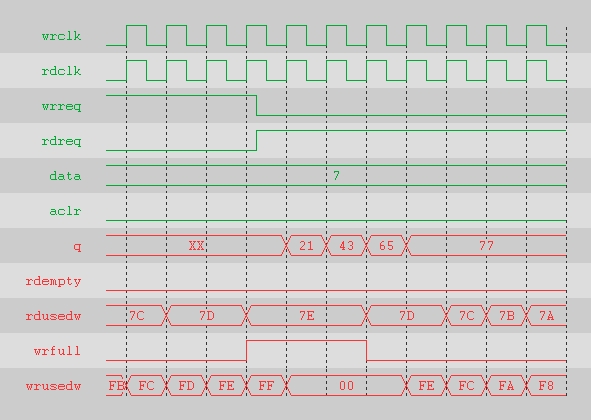 wrclk
rdclk
wrreq
rdreq
data 7
aclr
q XX 21 43 65 77
rdempty
rdusedw 7C 7D 7E 7D 7C 7B 7A
wrfull
wrusedw FB FC FD FE FF 00 FE FC FA F8